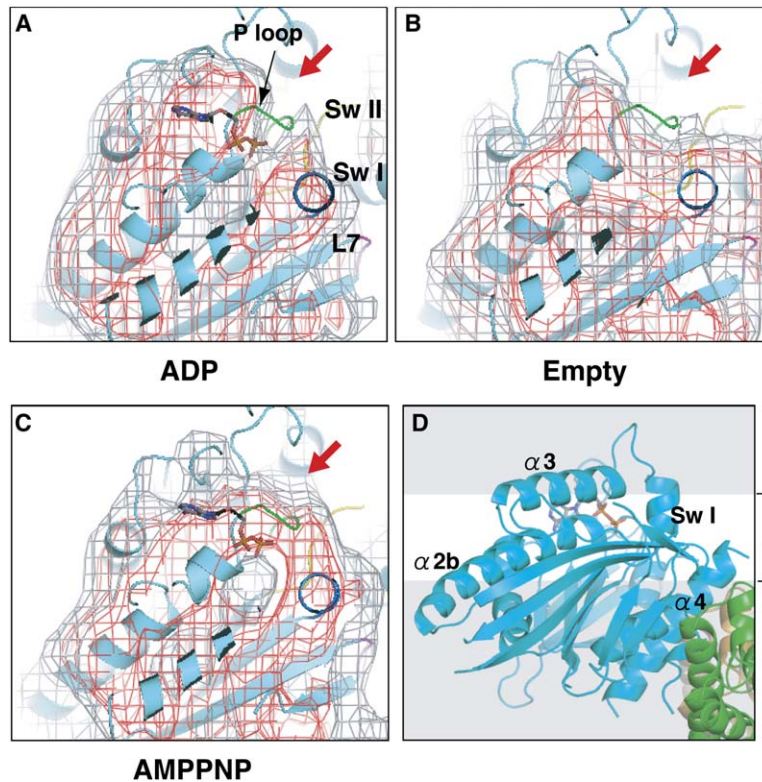 A
P loop
Sw II
Sw I
L7
ADP
B
Empty
C
AMPPNP
D
α3
Sw I
α2b
α4